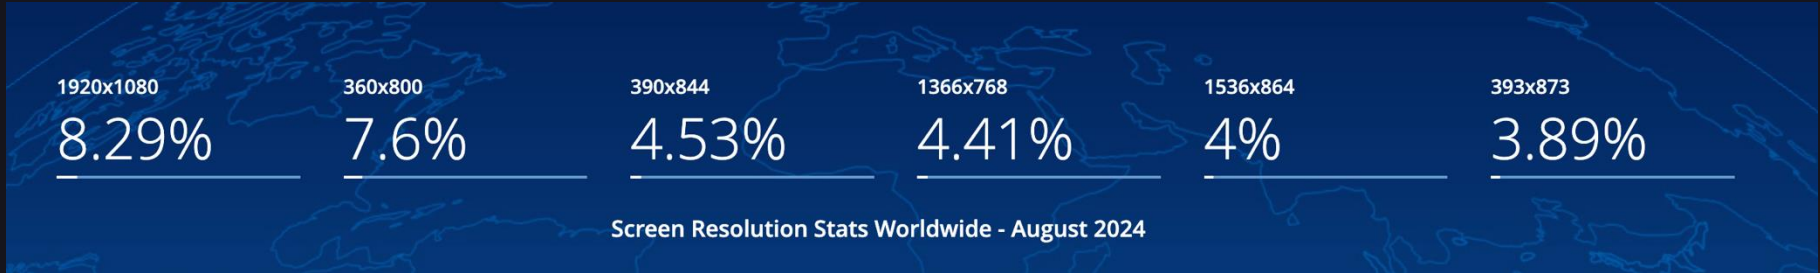 1920x1080 360x800 390x844 1366x768 1536x864 393x873
8.29% 7.6% 4.53% 4.41% 4% 3.89%
Screen Resolution Stats Worldwide - August 2024